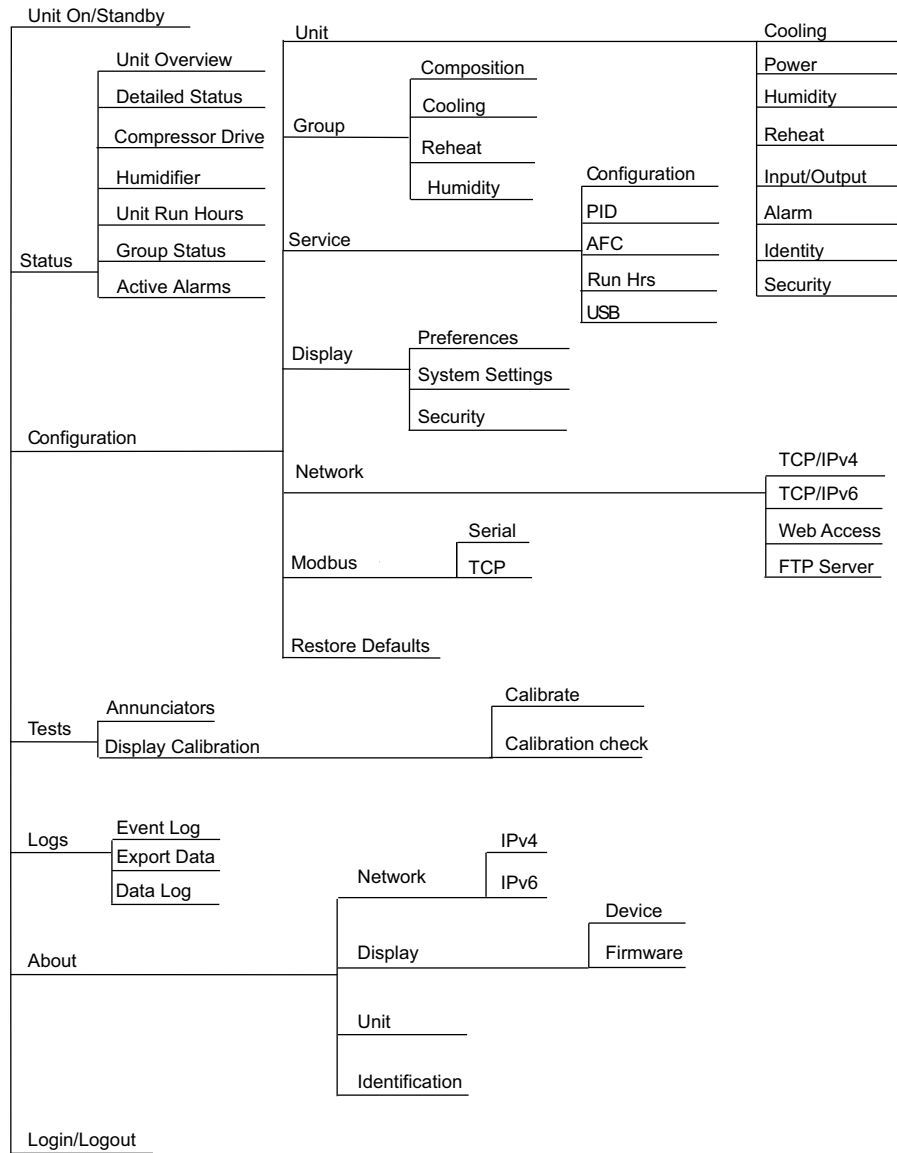 Unit On/Standby
Status
Unit Overview
Detailed Status
Compressor Drive
Humidifier
Unit Run Hours
Group Status
Active Alarms
Configuration
Unit
Cooling
Power
Humidity
Reheat
Input/Output
Alarm
Identity
Security
Group
Composition
Cooling
Reheat
Humidity
Service
Configuration
PID
AFC
Run Hrs
USB
Display
Preferences
System Settings
Security
Network
TCP/IPv4
TCP/IPv6
Web Access
FTP Server
Modbus
Serial
TCP
Restore Defaults
Tests
Annunciators
Display Calibration
Calibrate
Calibration check
Logs
Event Log
Export Data
Data Log
About
Network
IPv4
IPv6
Display
Device
Firmware
Unit
Identification
Login/Logout